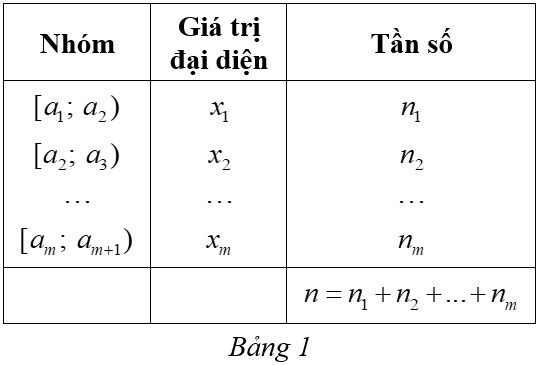 Nhóm Giá trị đại diện Tần số
[a₁; a₂) x₁ n₁
[a₂; a₃) x₂ n₂
… … …
[aₘ; aₘ₊₁) xₘ nₘ
n = n₁ + n₂ + ... + nₘ
Bảng 1